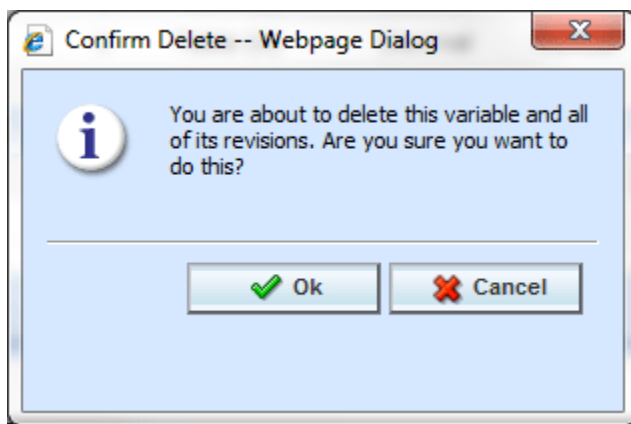 Confirm Delete -- Webpage Dialog
You are about to delete this variable and all
of its revisions. Are you sure you want to
do this?
Ok
Cancel